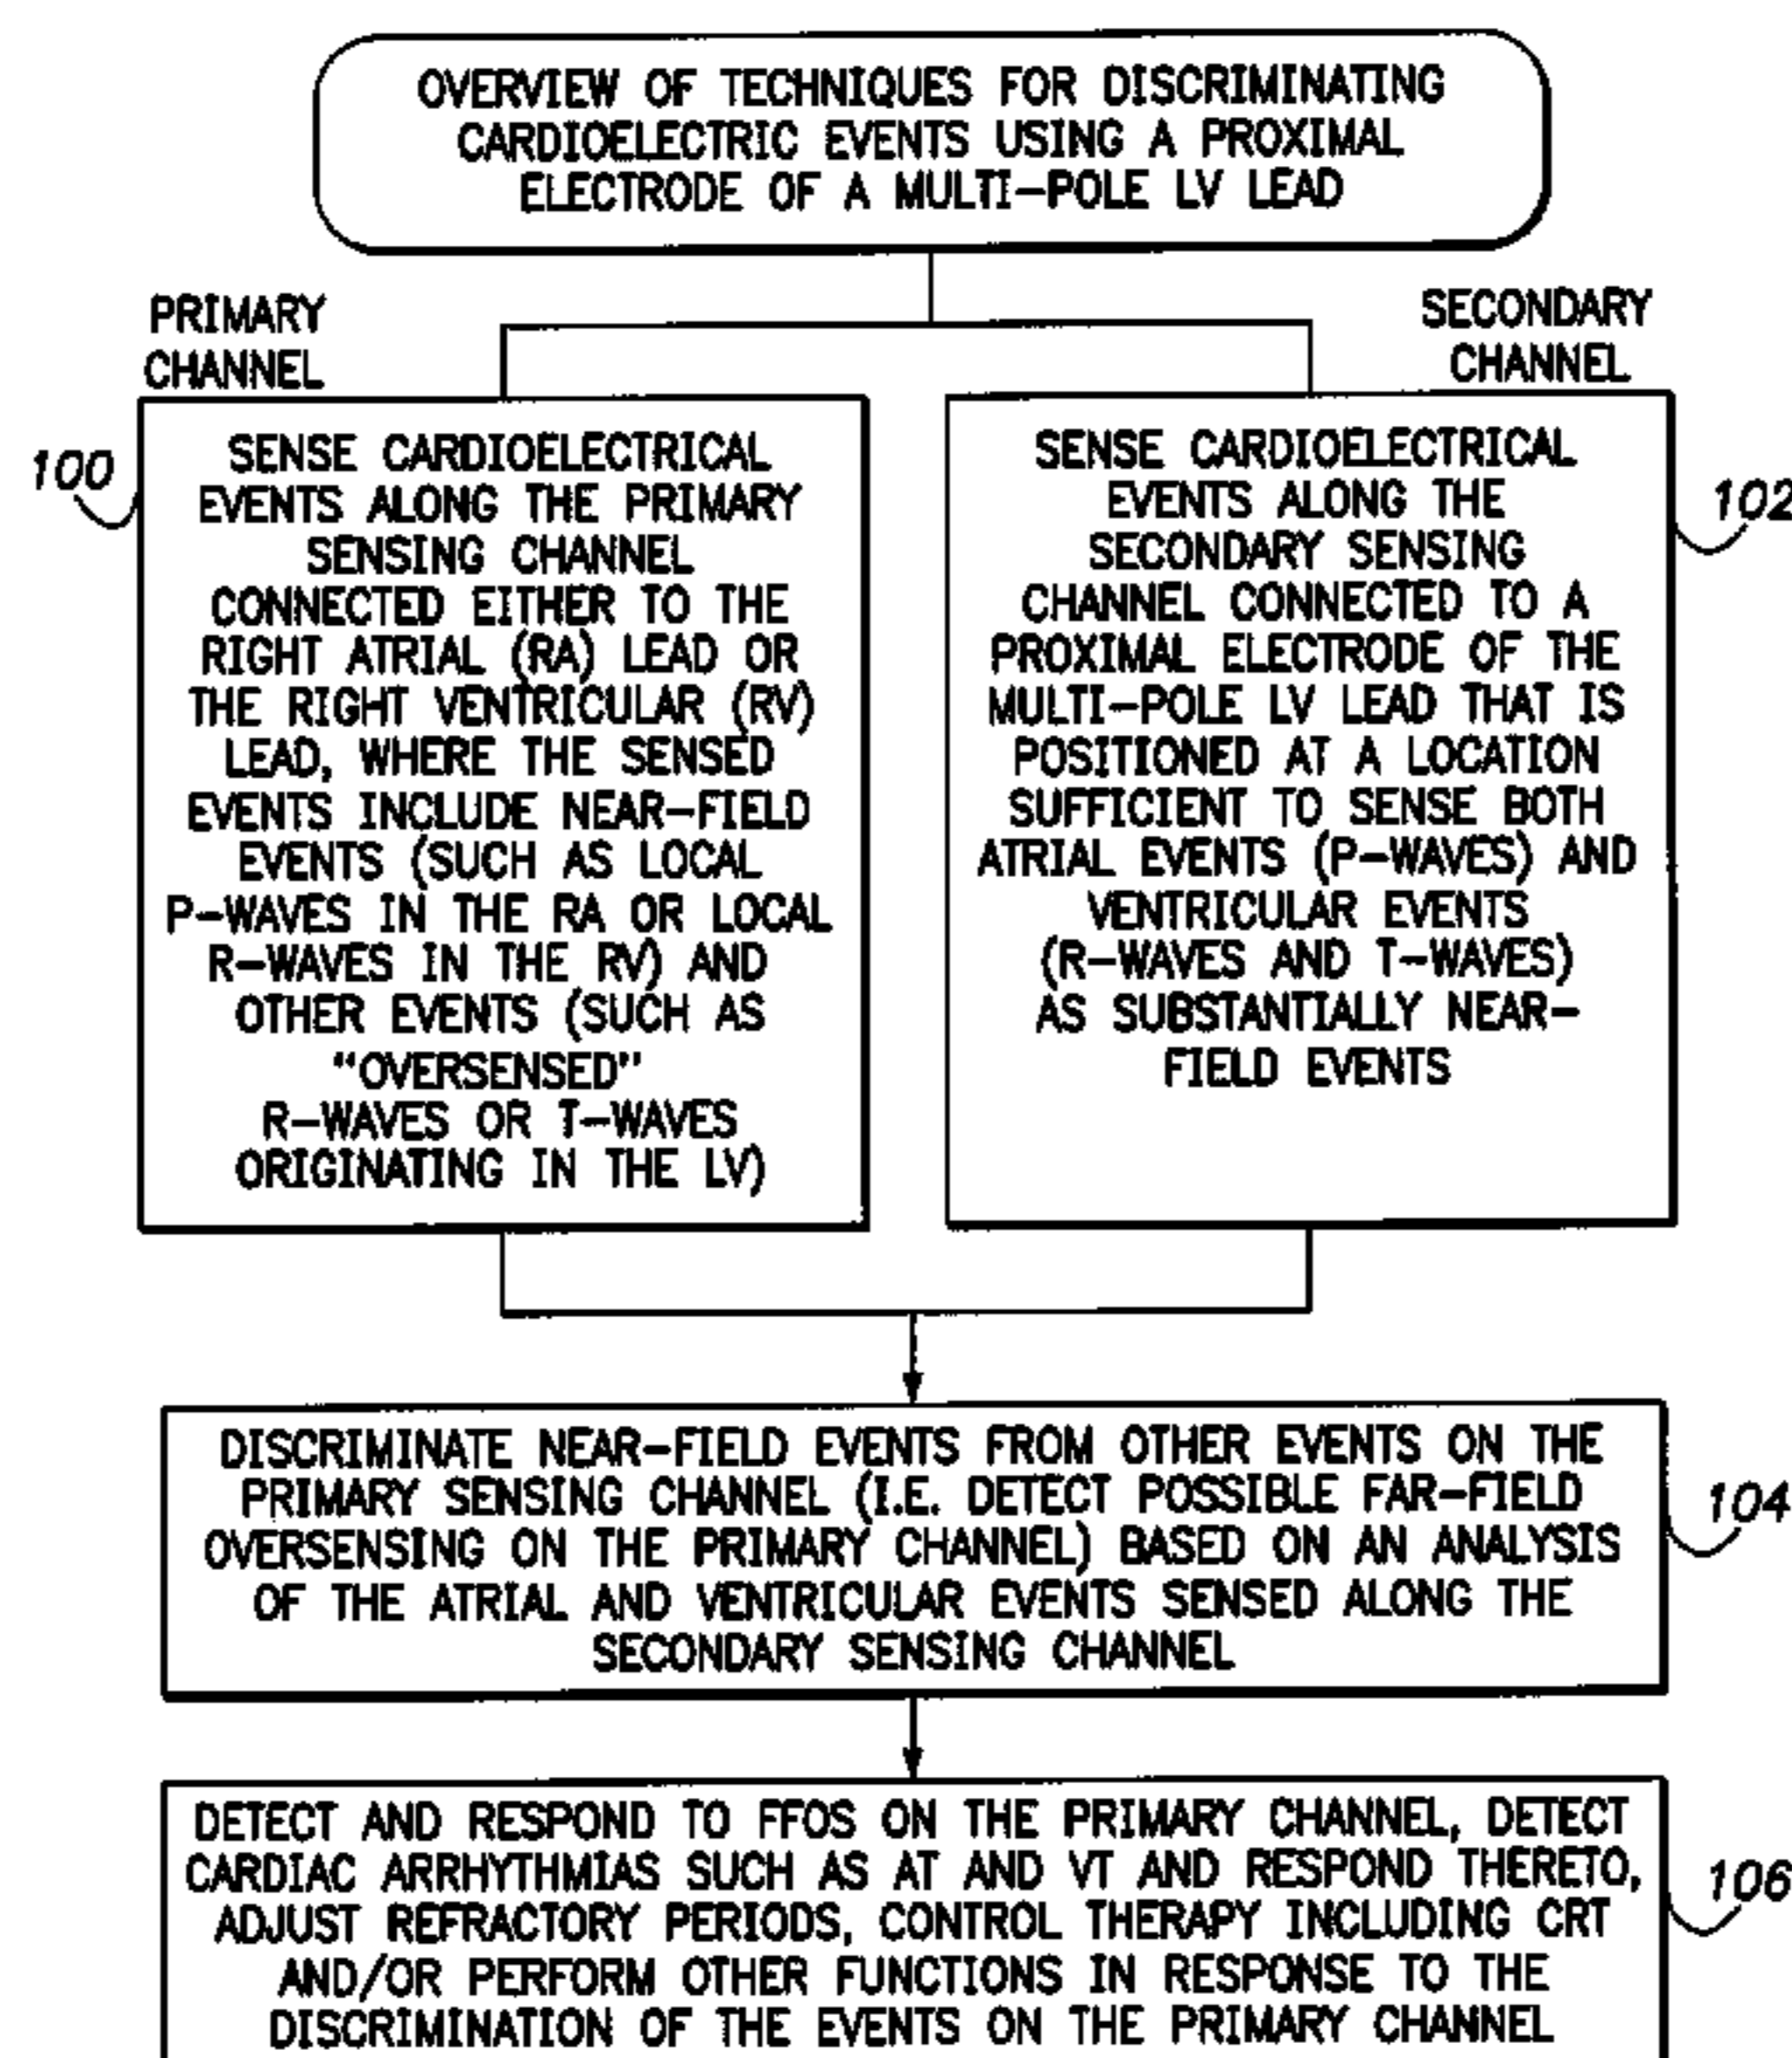 OVERVIEW OF TECHNIQUES FOR DISCRIMINATING
CARDIOELECTRIC EVENTS USING A PROXIMAL
ELECTRODE OF A MULTI-POLE LV LEAD
PRIMARY
CHANNEL
SECONDARY
CHANNEL
100
SENSE CARDIOELECTRICAL
EVENTS ALONG THE PRIMARY
SENSING CHANNEL
CONNECTED EITHER TO THE
RIGHT ATRIAL (RA) LEAD OR
THE RIGHT VENTRICULAR (RV)
LEAD, WHERE THE SENSED
EVENTS INCLUDE NEAR-FIELD
EVENTS (SUCH AS LOCAL
P-WAVES IN THE RA OR LOCAL
R-WAVES IN THE RV) AND
OTHER EVENTS (SUCH AS
"OVERSENSED"
R-WAVES OR T-WAVES
ORIGINATING IN THE LV)
SENSE CARDIOELECTRICAL
EVENTS ALONG THE
SECONDARY SENSING
CHANNEL CONNECTED TO A
PROXIMAL ELECTRODE OF THE
MULTI-POLE LV LEAD THAT IS
POSITIONED AT A LOCATION
SUFFICIENT TO SENSE BOTH
ATRIAL EVENTS (P-WAVES) AND
VENTRICULAR EVENTS
(R-WAVES AND T-WAVES)
AS SUBSTANTIALLY NEAR-
FIELD EVENTS
102
DISCRIMINATE NEAR-FIELD EVENTS FROM OTHER EVENTS ON THE
PRIMARY SENSING CHANNEL (I.E. DETECT POSSIBLE FAR-FIELD
OVERSENSING ON THE PRIMARY CHANNEL) BASED ON AN ANALYSIS
OF THE ATRIAL AND VENTRICULAR EVENTS SENSED ALONG THE
SECONDARY SENSING CHANNEL
104
DETECT AND RESPOND TO FFOS ON THE PRIMARY CHANNEL, DETECT
CARDIAC ARRHYTHMIAS SUCH AS AT AND VT AND RESPOND THERETO,
ADJUST REFRACTORY PERIODS, CONTROL THERAPY INCLUDING CRT
AND/OR PERFORM OTHER FUNCTIONS IN RESPONSE TO THE
DISCRIMINATION OF THE EVENTS ON THE PRIMARY CHANNEL
106